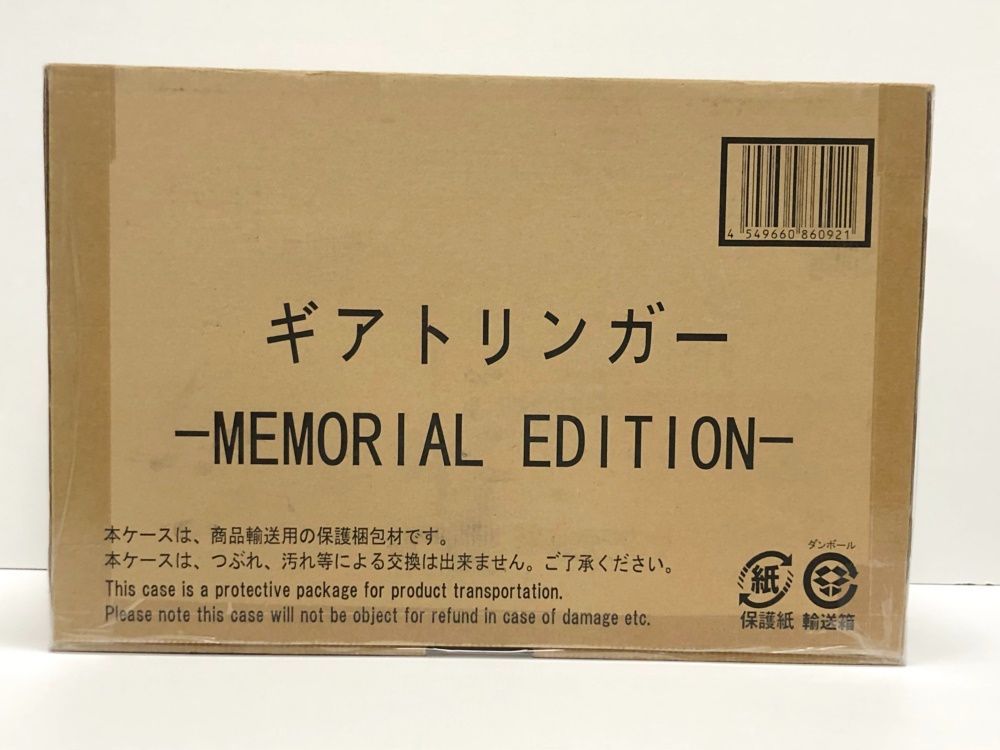 4 549660 860921
ギアトリンガー
-MEMORIAL EDITION-
本ケースは、商品輸送用の保護梱包材です。
本ケースは、つぶれ、汚れ等による交換は出来ません。ご了承ください。
This case is a protective package for product transportation.
Please note this case will not be object for refund in case of damage etc.
ダンボール
紙
保護紙 輸送箱